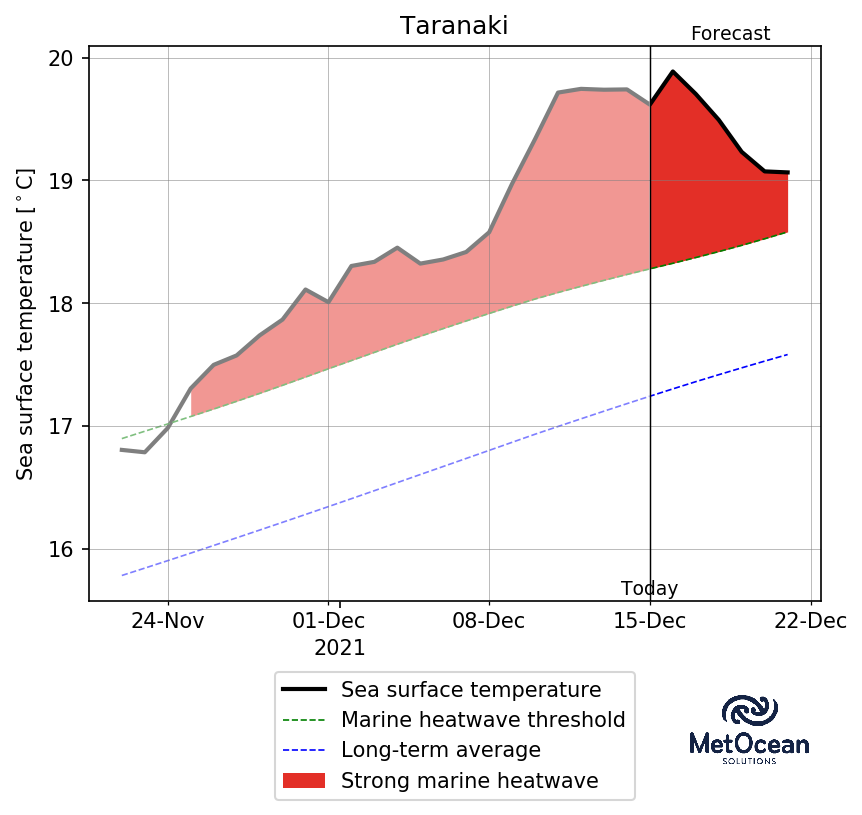 Taranaki
Forecast
20
19
18
17
16
Sea surface temperature [°C]
Today
24-Nov 01-Dec 08-Dec 15-Dec 22-Dec
2021
Sea surface temperature
Marine heatwave threshold
Long-term average
Strong marine heatwave
MetOcean
SOLUTIONS